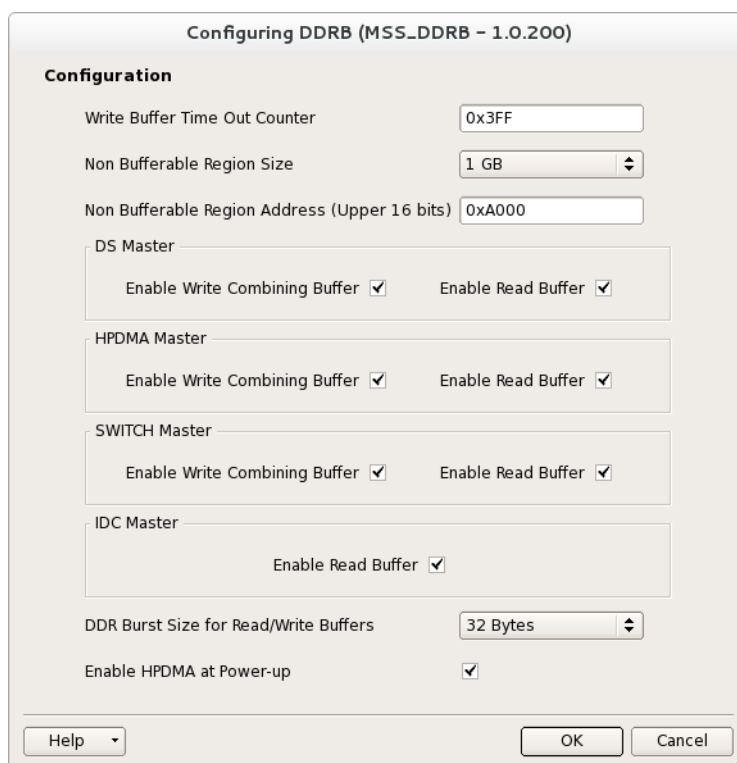 Configuring DDRB (MSS_DDRB - 1.0.200)
Configuration
Write Buffer Time Out Counter 0x3FF
Non Bufferable Region Size 1 GB
Non Bufferable Region Address (Upper 16 bits) 0xA000
DS Master
Enable Write Combining Buffer Enable Read Buffer
HPDMA Master
Enable Write Combining Buffer Enable Read Buffer
SWITCH Master
Enable Write Combining Buffer Enable Read Buffer
IDC Master
Enable Read Buffer
DDR Burst Size for Read/Write Buffers 32 Bytes
Enable HPDMA at Power-up
Help OK Cancel